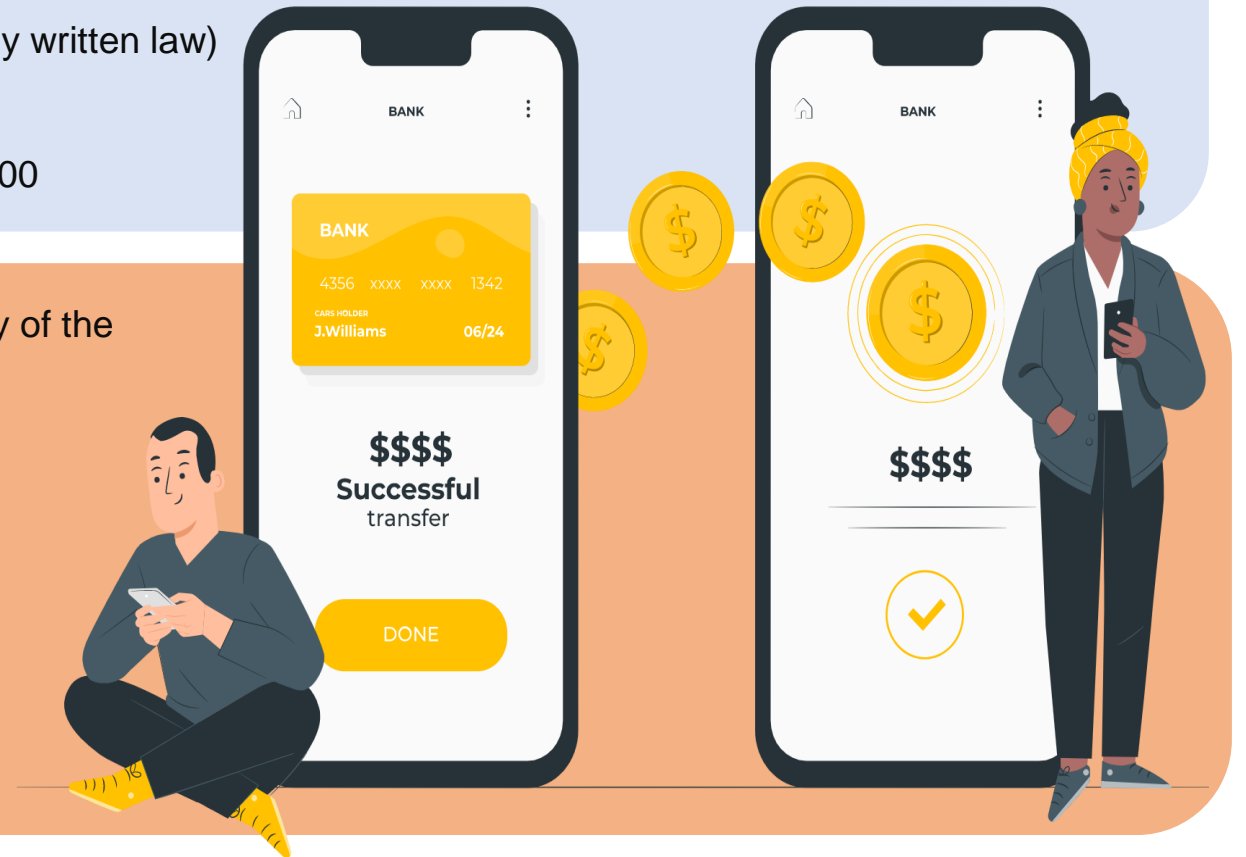 y written law)
00
y of the
BANK
BANK
4356 xxxx xxxx 1342
CARS HOLDER
J.Williams 06/24
$$$$
Successful
transfer
DONE
BANK
$
$
$
$
$$$$